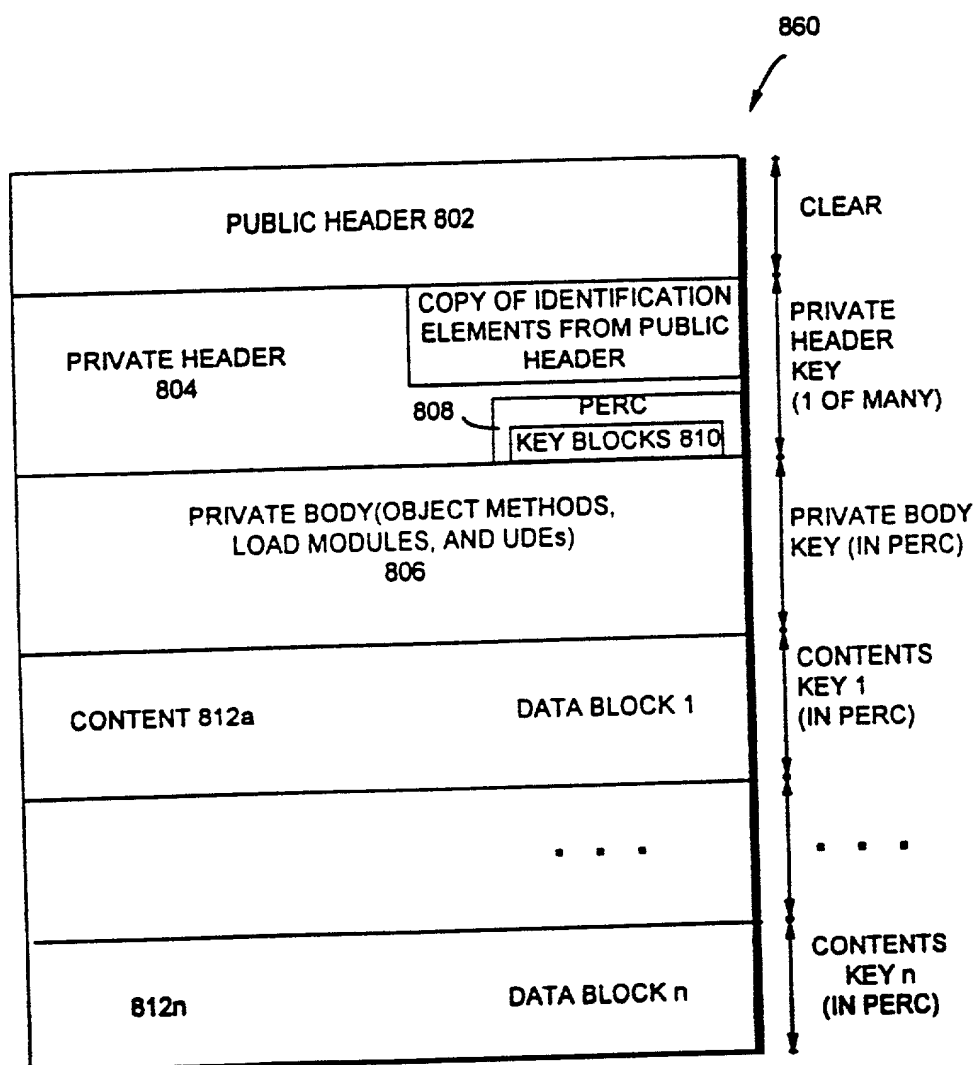 860
PUBLIC HEADER 802
CLEAR
PRIVATE HEADER
804
COPY OF IDENTIFICATION
ELEMENTS FROM PUBLIC
HEADER
808
PERC
KEY BLOCKS 810
PRIVATE
HEADER
KEY
(1 OF MANY)
PRIVATE BODY(OBJECT METHODS,
LOAD MODULES, AND UDEs)
806
PRIVATE BODY
KEY (IN PERC)
CONTENT 812a
DATA BLOCK 1
CONTENTS
KEY 1
(IN PERC)
. . .
. . .
812n
DATA BLOCK n
CONTENTS
KEY n
(IN PERC)